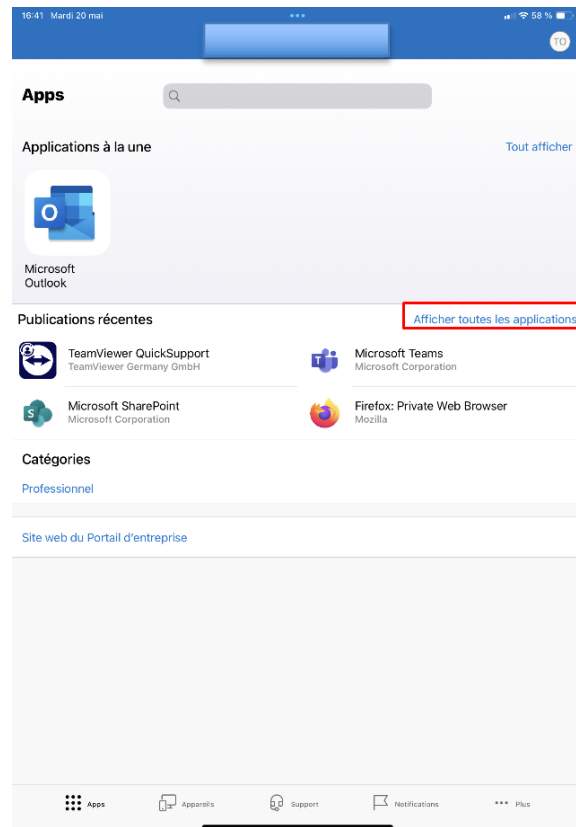 16:41 Mardi 20 mai
58 %
TO
Apps
Applications à la une
Tout afficher
Microsoft
Outlook
Publications récentes
Afficher toutes les applications
TeamViewer QuickSupport
TeamViewer Germany GmbH
Microsoft Teams
Microsoft Corporation
Microsoft SharePoint
Microsoft Corporation
Firefox: Private Web Browser
Mozilla
Catégories
Professionnel
Site web du Portail d'entreprise
Apps
Appareils
Support
Notifications
Plus